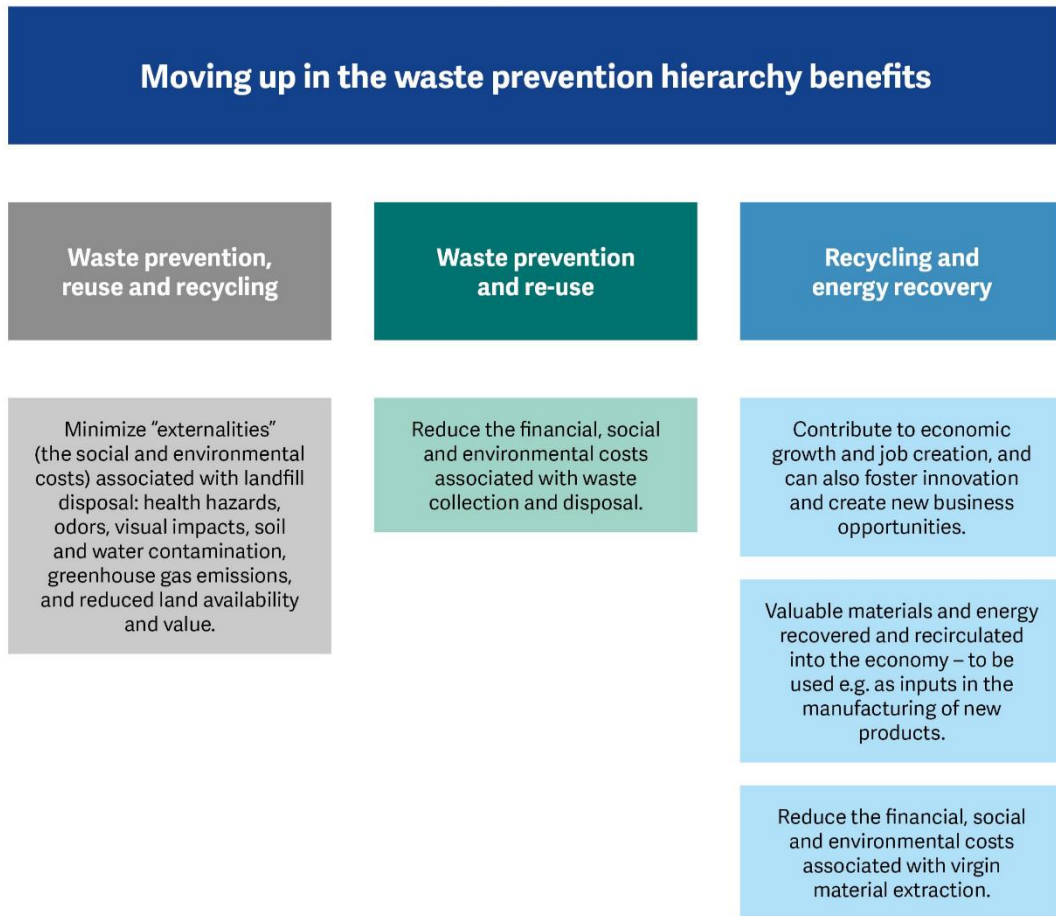 Moving up in the waste prevention hierarchy benefits
Waste prevention,
reuse and recycling
Minimize “externalities”
(the social and environmental
costs) associated with landfill
disposal: health hazards,
odors, visual impacts, soil
and water contamination,
greenhouse gas emissions,
and reduced land availability
and value.
Waste prevention
and re-use
Reduce the financial, social
and environmental costs
associated with waste
collection and disposal.
Recycling and
energy recovery
Contribute to economic
growth and job creation, and
can also foster innovation
and create new business
opportunities.
Valuable materials and energy
recovered and recirculated
into the economy – to be
used e.g. as inputs in the
manufacturing of new
products.
Reduce the financial, social
and environmental costs
associated with virgin
material extraction.